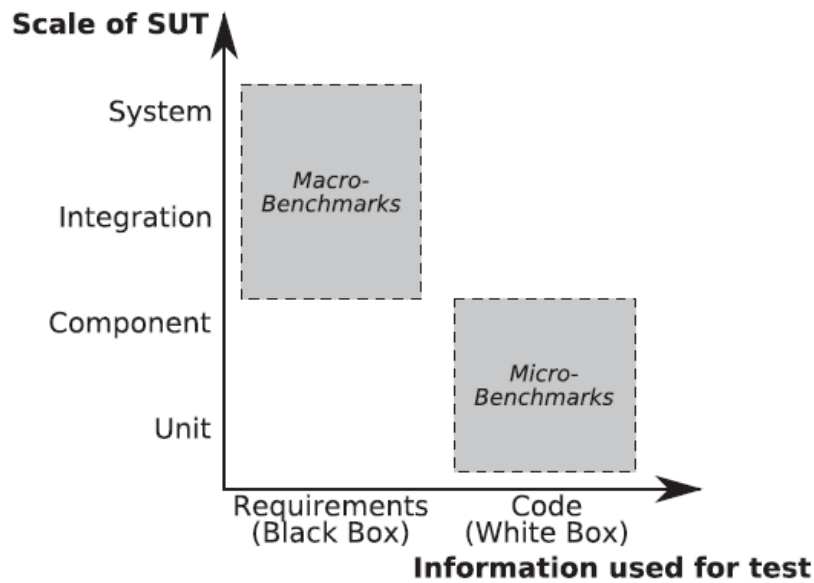 Scale of SUT
System
Macro-
Benchmarks
Integration
Component
Micro-
Benchmarks
Unit
Requirements
(Black Box)
Code
(White Box)
Information used for test